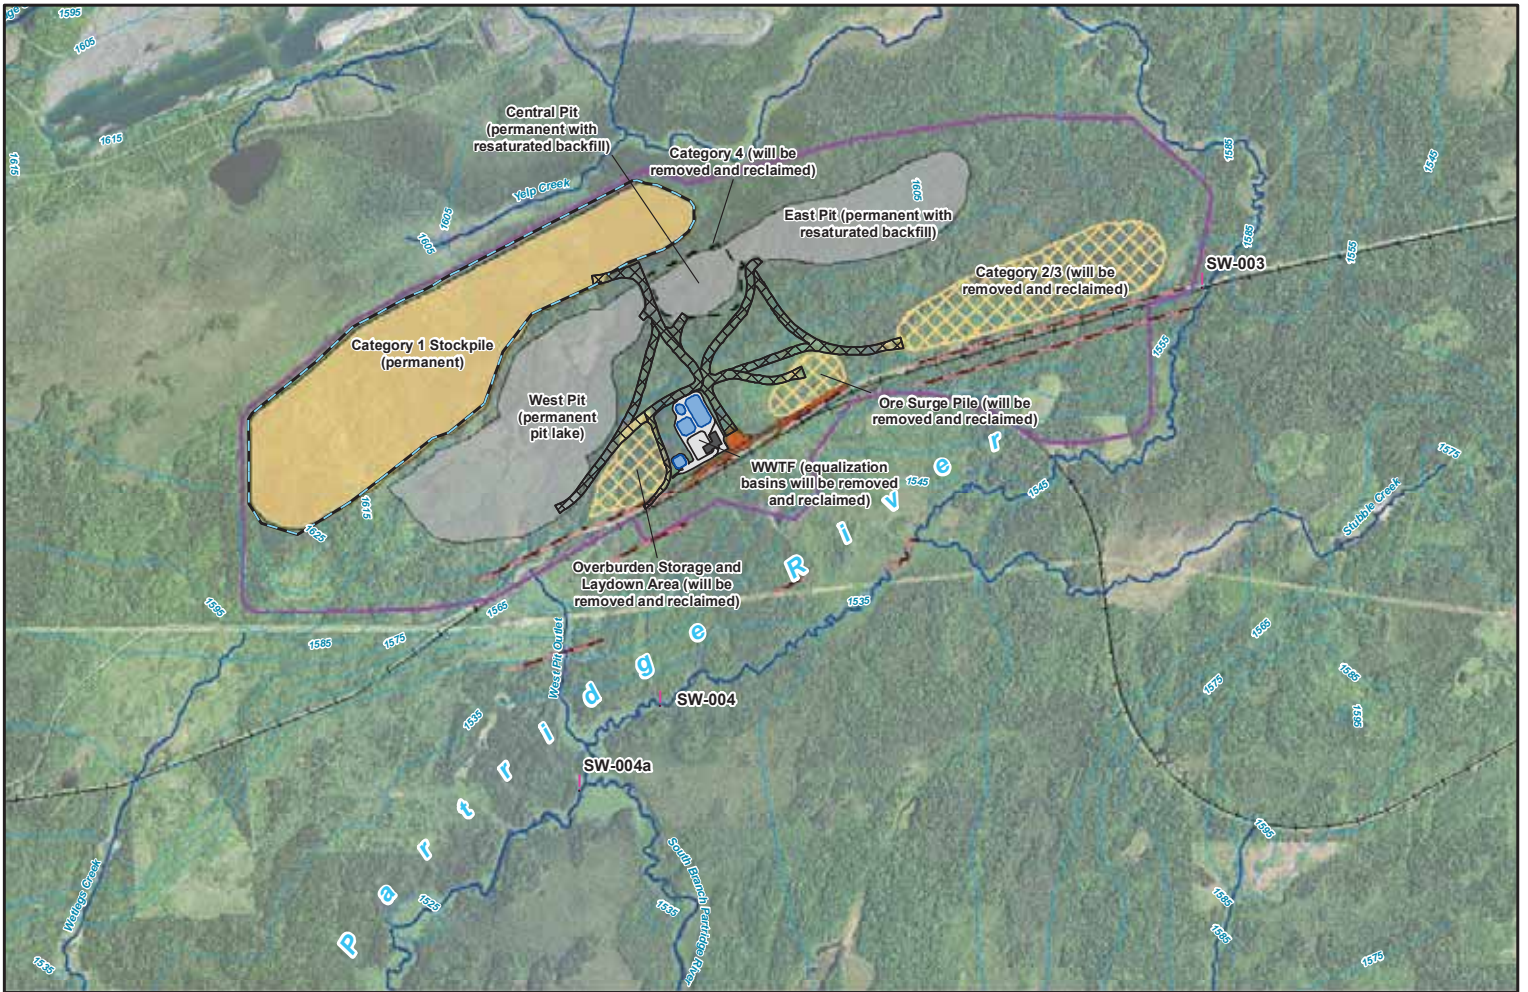 1595
1605
1615
1615
Central Pit
(permanent with
resaturated backfill)
Category 4 (will be
removed and reclaimed)
1585
1545
Yelp Creek
1605
1605
1605
East Pit (permanent with
resaturated backfill)
1585
1555
SW-003
Category 2/3 (will be
removed and reclaimed)
Category 1 Stockpile
(permanent)
1555
West Pit
(permanent
pit lake)
Ore Surge Pile (will be
removed and reclaimed)
WWTF (equalization
basins will be removed
and reclaimed)
1545
1545
1575
Stubble Creek
1615
1625
Overburden Storage and
Laydown Area (will be
removed and reclaimed)
1595
1565
1535
1585
1575
West Pit Outlet
Partridge River
1565
1585
1575
1595
1535
SW-004
SW-004a
1595
Wetlegs Creek
South Branch Partridge River
1525
1535
1585
1585
1535
1575